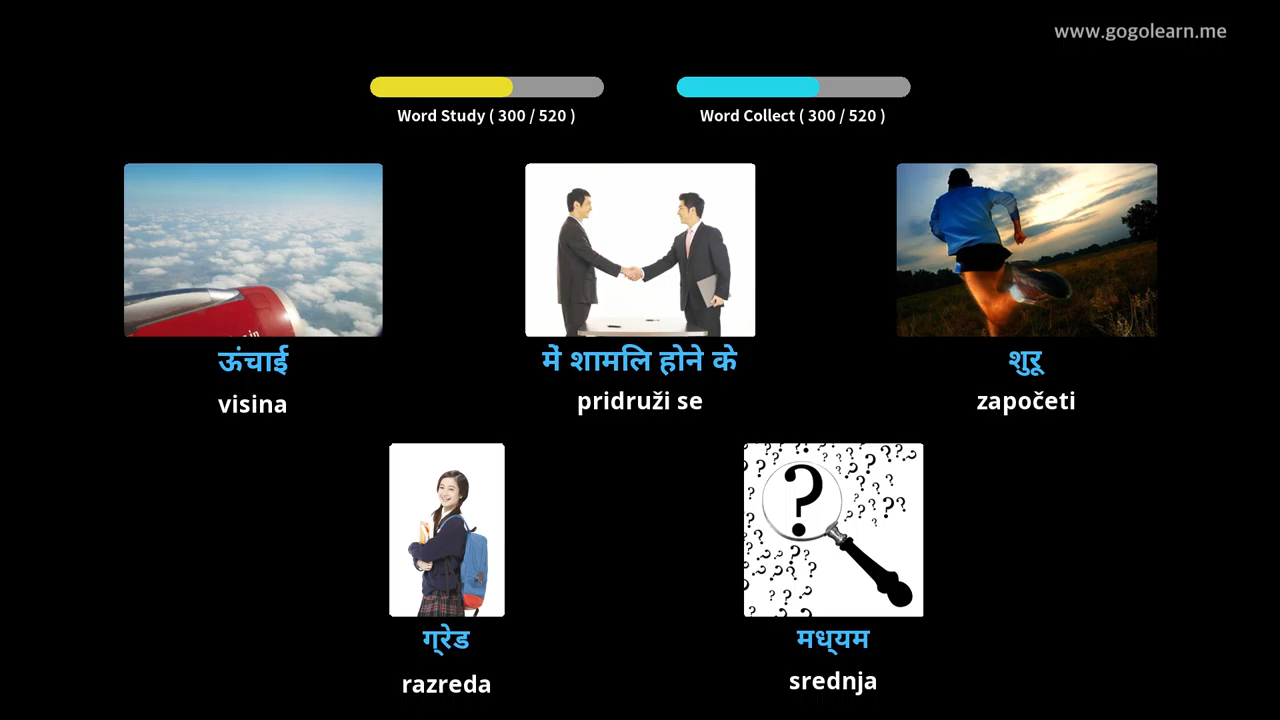 www.gogolearn.me
Word Study ( 300 / 520 )
Word Collect ( 300 / 520 )
ऊंचाई
में शामलि होने के
शुरू
visina
pridruži se
započeti
ग्रेड
मध्यम
razreda
srednja